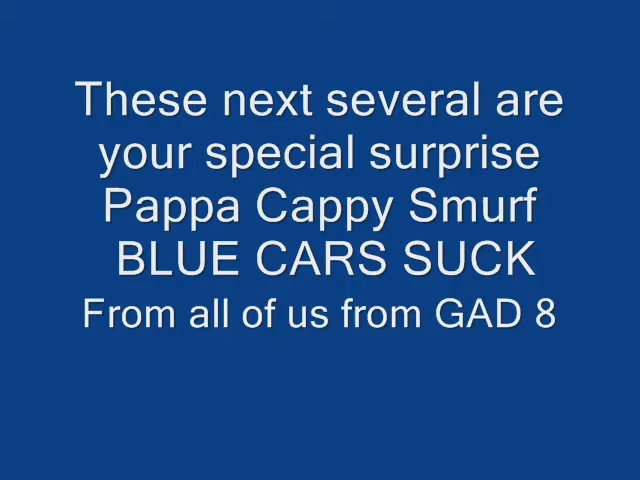 These next several are
your special surprise
Pappa Cappy Smurf
BLUE CARS SUCK
From all of us from GAD 8